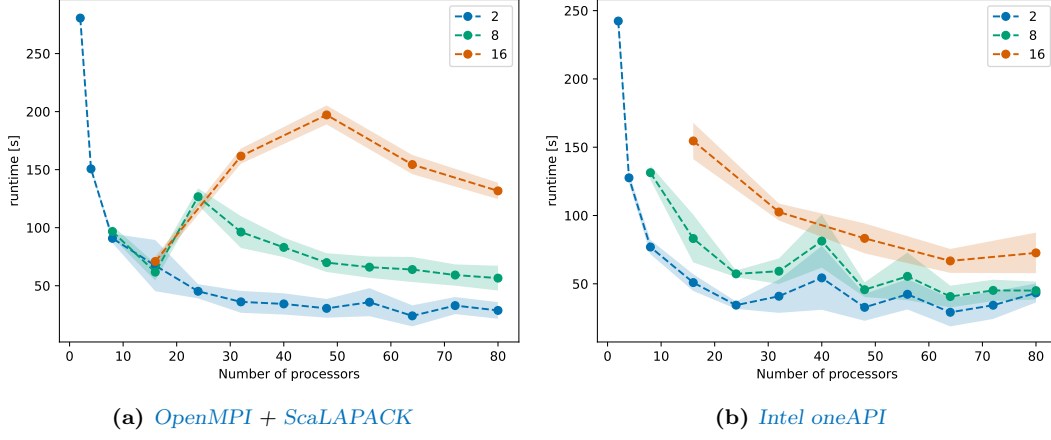 2
8
16
250
200
150
100
50
runtime [s]
0 10 20 30 40 50 60 70 80
Number of processors
(a) OpenMPI + ScaLAPACK
2
8
16
250
200
150
100
50
runtime [s]
0 10 20 30 40 50 60 70 80
Number of processors
(b) Intel oneAPI